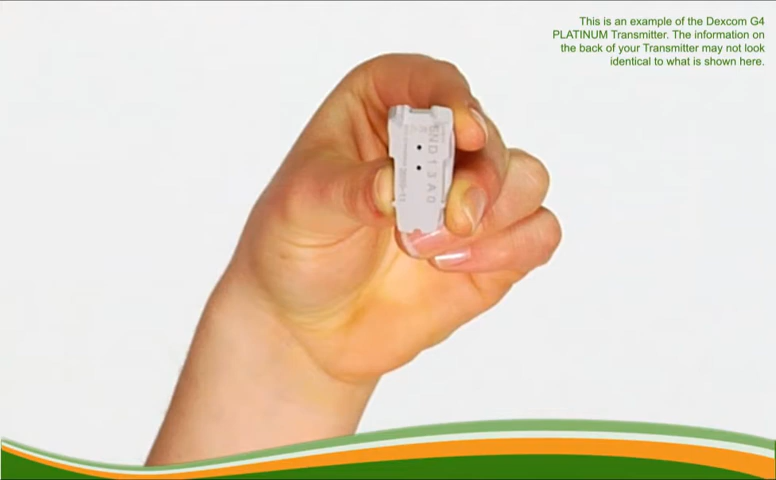 This is an example of the Dexcom G4
PLATINUM Transmitter. The information on
the back of your Transmitter may not look
identical to what is shown here.